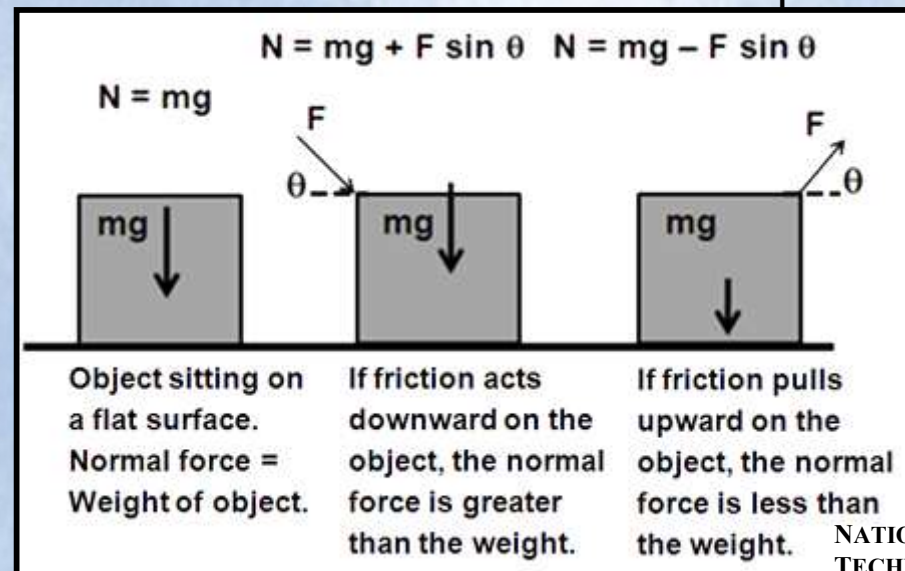 N = mg + F sin θ N = mg – F sin θ
N = mg
F
F
θ
θ
mg
mg
mg
Object sitting on
a flat surface.
Normal force =
Weight of object.
If friction acts
downward on the
object, the normal
force is greater
than the weight.
If friction pulls
upward on the
object, the normal
force is less than
the weight.